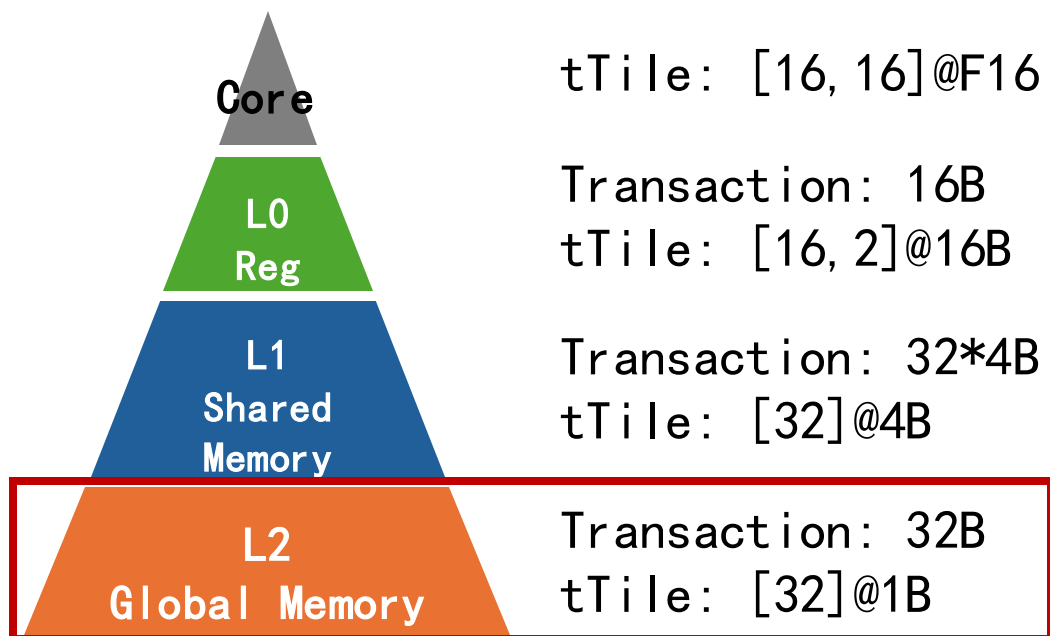 Core
tTile: [16,16]@F16
L0
Reg
Transaction: 16B
tTile: [16,2]@16B
L1
Shared
Memory
Transaction: 32*4B
tTile: [32]@4B
L2
Global Memory
Transaction: 32B
tTile: [32]@1B